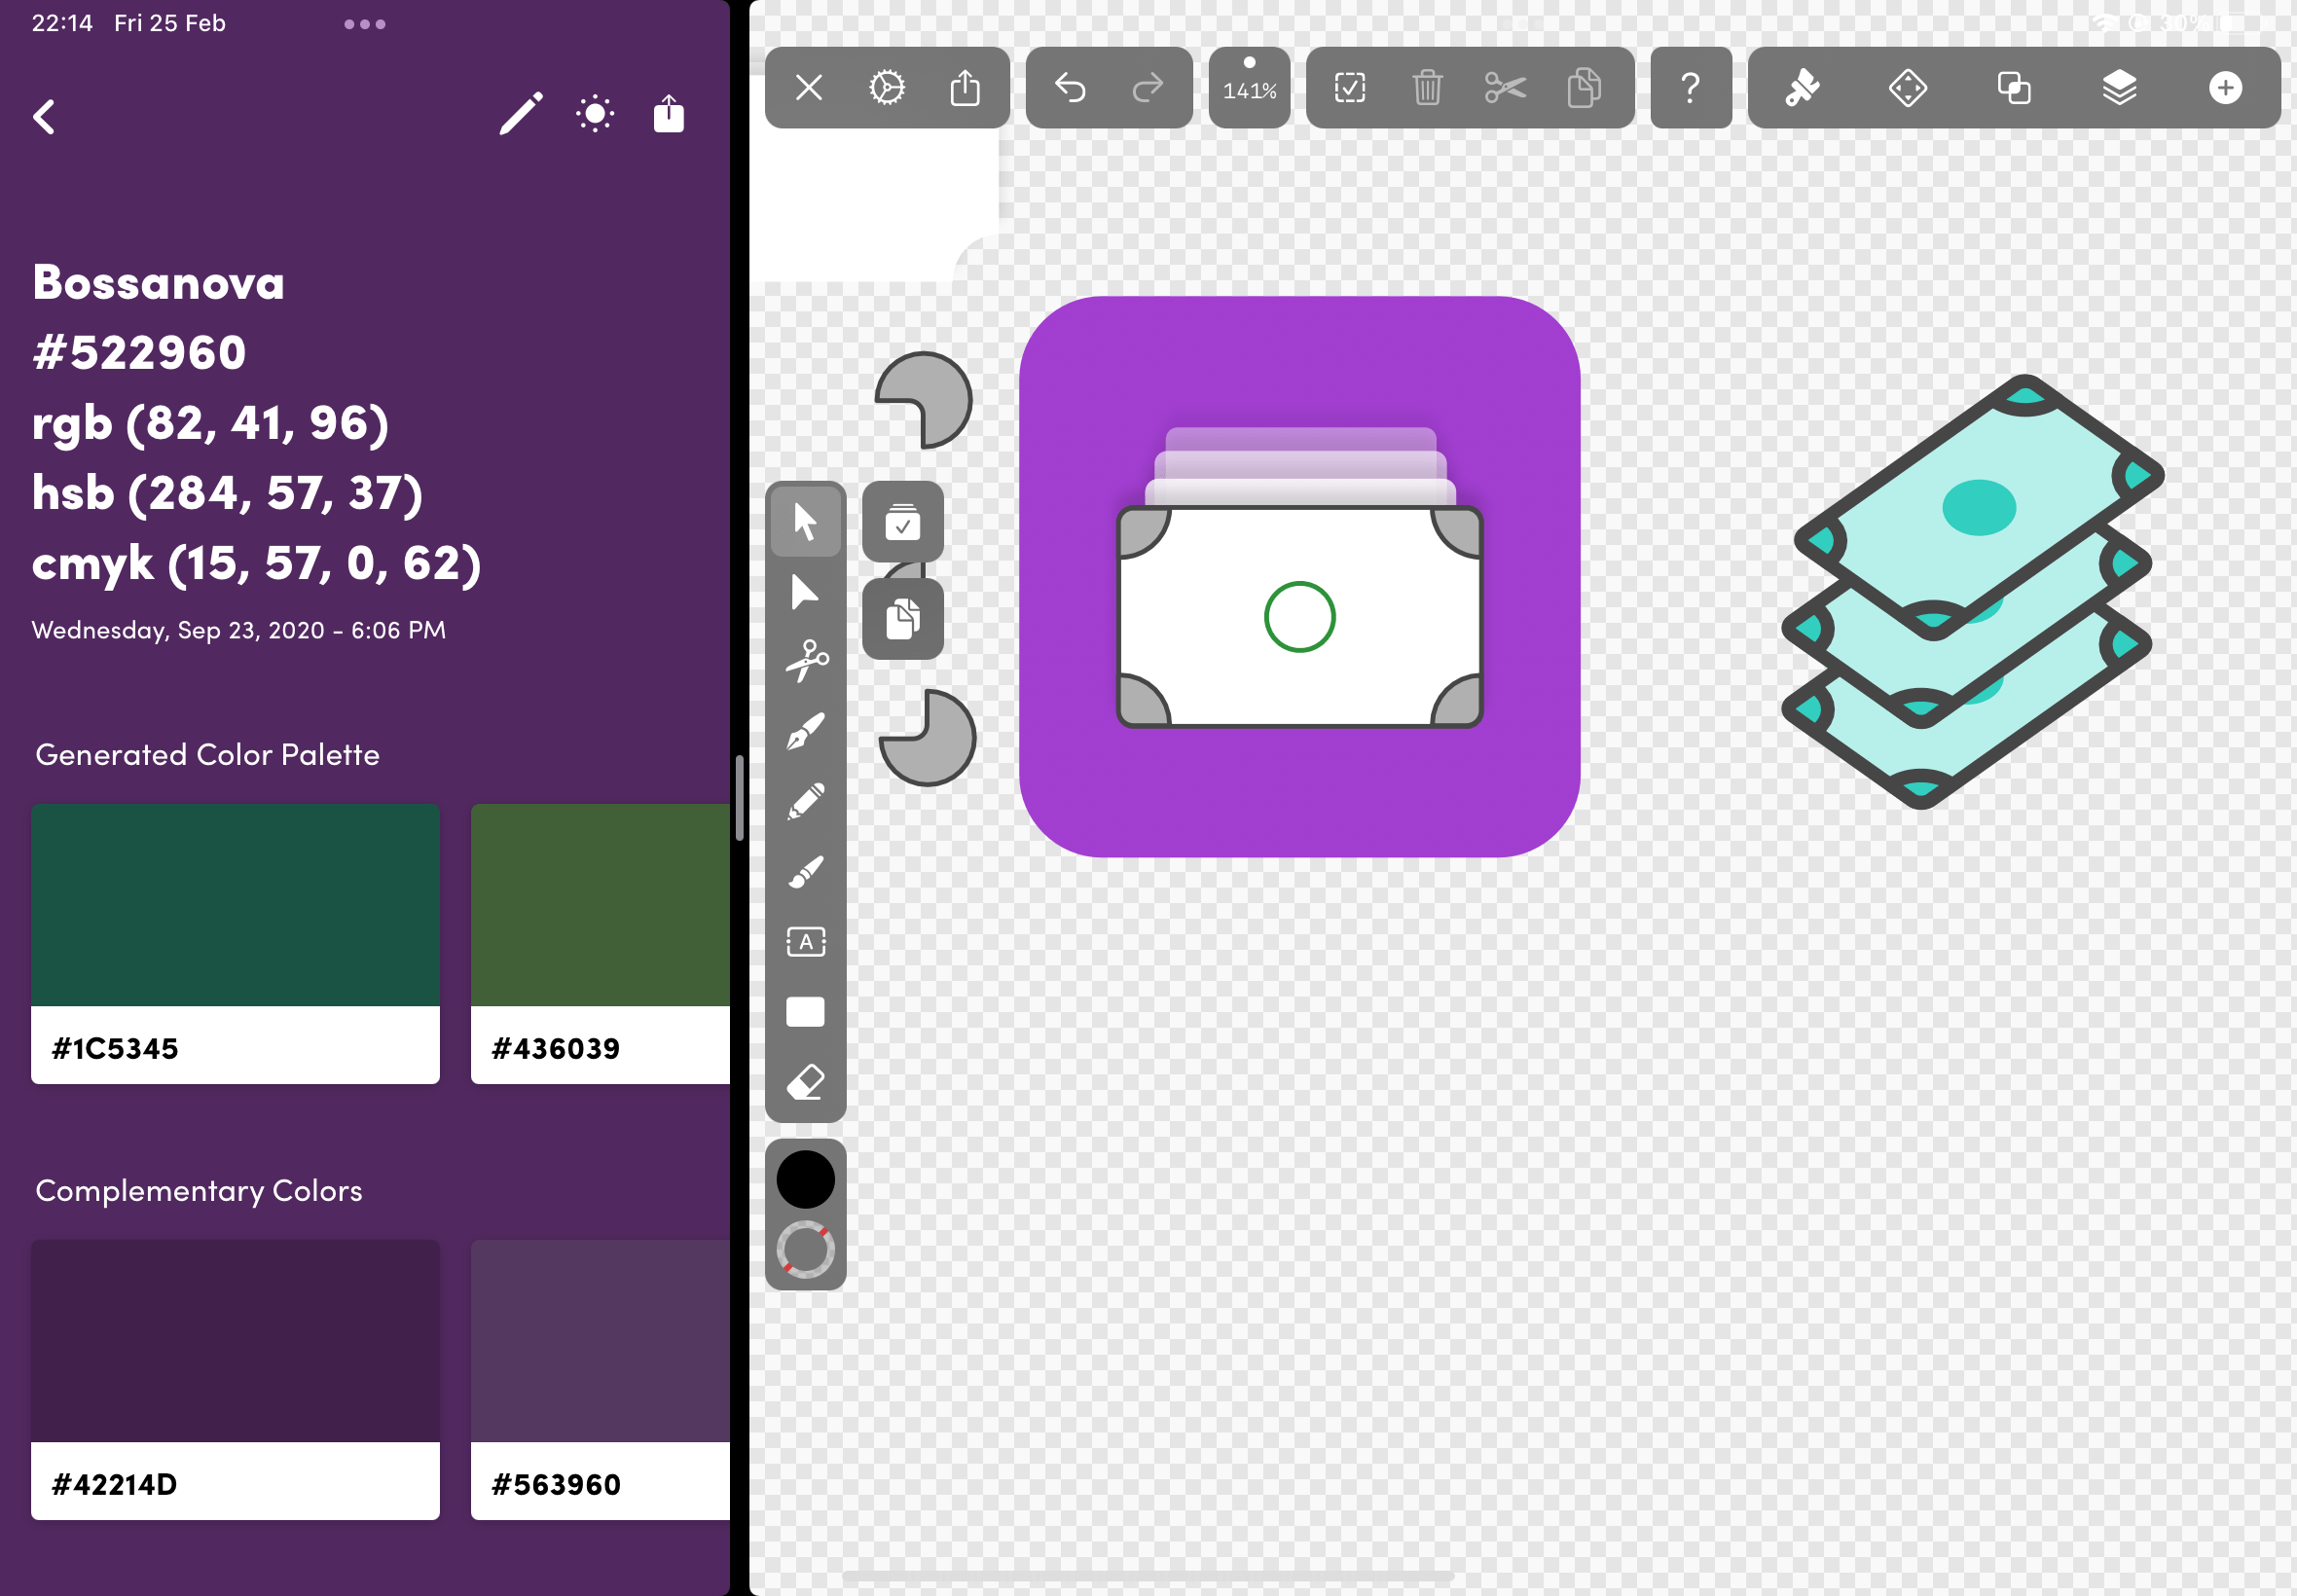 22:14 Fri 25 Feb
Bossanova
#522960
rgb (82, 41, 96)
hsb (284, 57, 37)
cmyk (15, 57, 0, 62)
Wednesday, Sep 23, 2020 - 6:06 PM
Generated Color Palette
#1C5345
#436039
Complementary Colors
#42214D
#563960
30%
141%
?
A